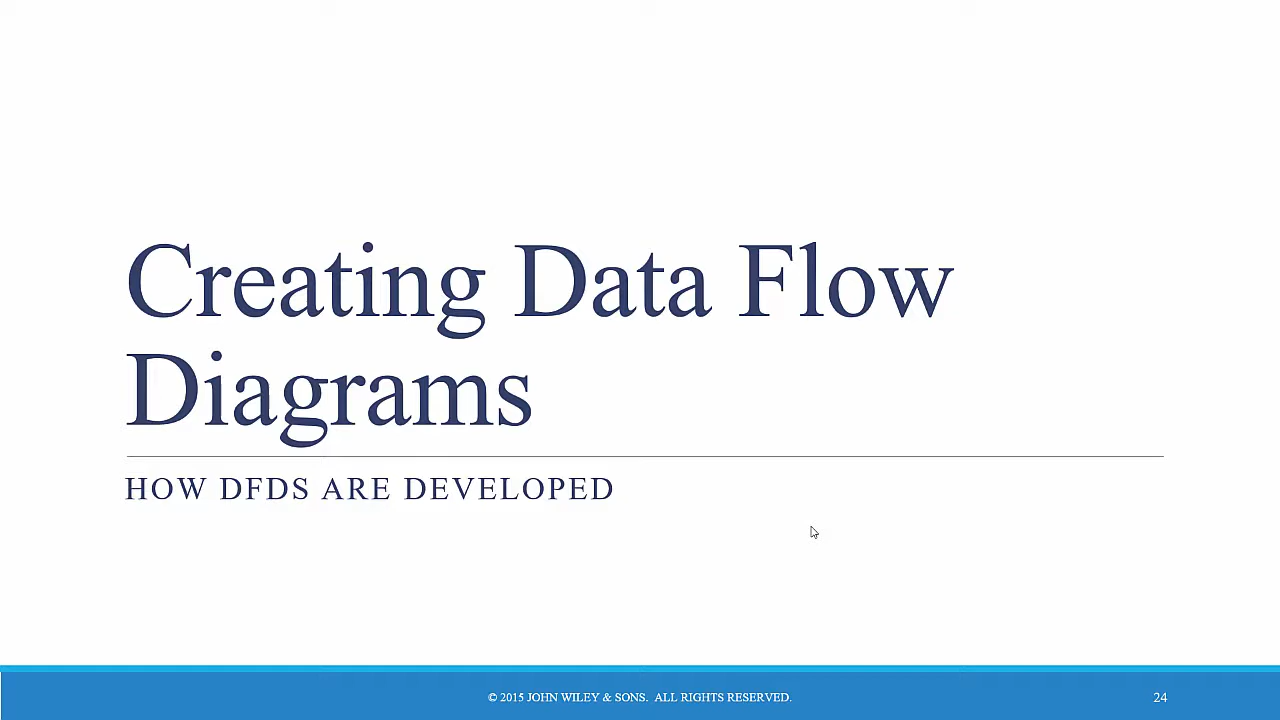 Creating Data Flow
Diagrams
HOW DFDS ARE DEVELOPED
© 2015 JOHN WILEY & SONS. ALL RIGHTS RESERVED.
24